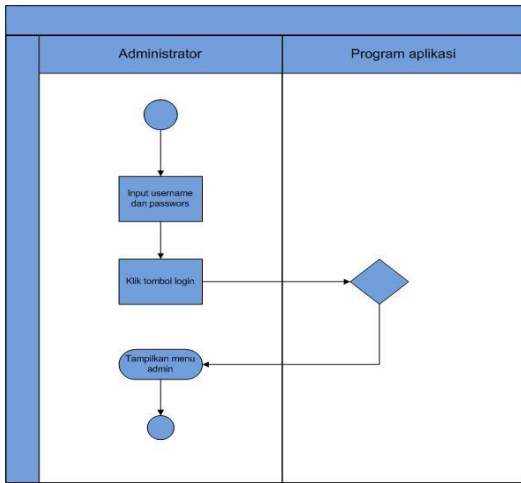 Administrator
Program aplikasi
Input username
dan passwors
Klik tombol login
Tampilkan menu
admin